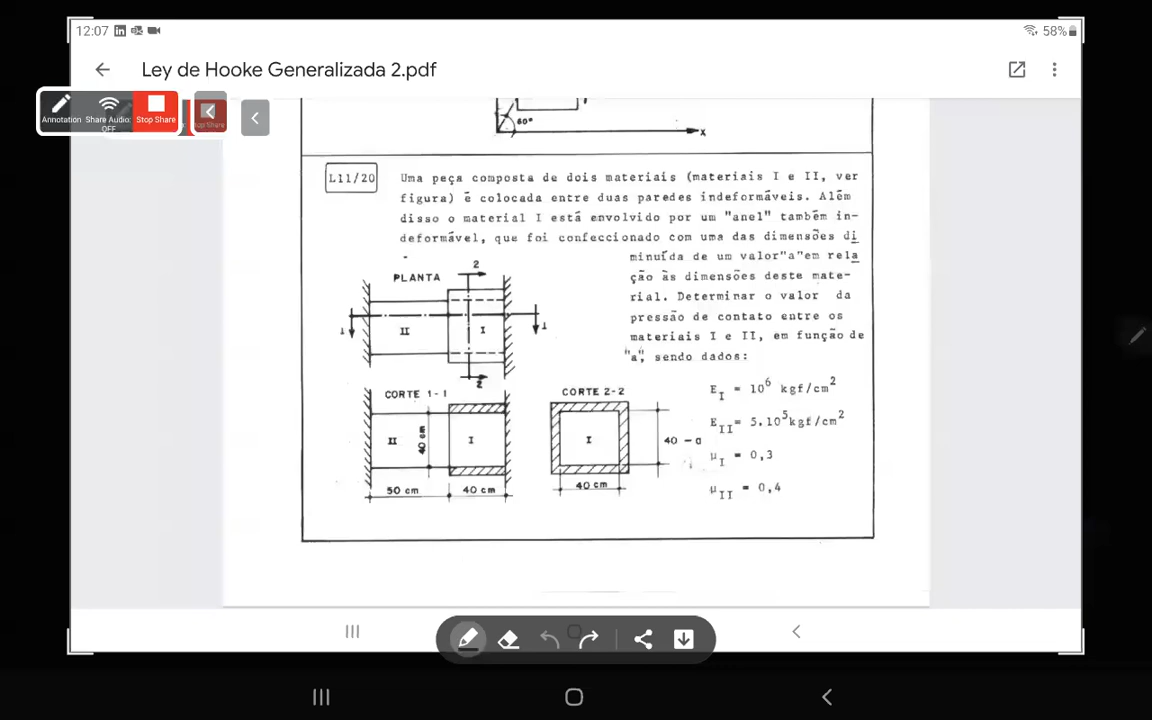 12:07
58%
Ley de Hooke Generalizada 2.pdf
Annotation
Share Audio: OFF
Stop Share
60°
x
L11/20
Uma peça composta de dois materiais (materiais I e II, ver
figura) é colocada entre duas paredes indeformáveis. Além
disso o material I está envolvido por um "anel" também in-
deformável, que foi confeccionado com uma das dimensões di
minuída de um valor"a"em rela
ção às dimensões deste mate-
rial. Determinar o valor da
pressão de contato entre os
materiais I e II, em função de
"a", sendo dados:
PLANTA
2
1
II
I
1
2
CORTE 1-1
CORTE 2-2
II
40 cm
I
I
40 - a
50 cm
40 cm
40 cm
E_I = 10^6 kgf/cm^2
E_II = 5.10^5 kgf/cm^2
μ_I = 0,3
μ_II = 0,4